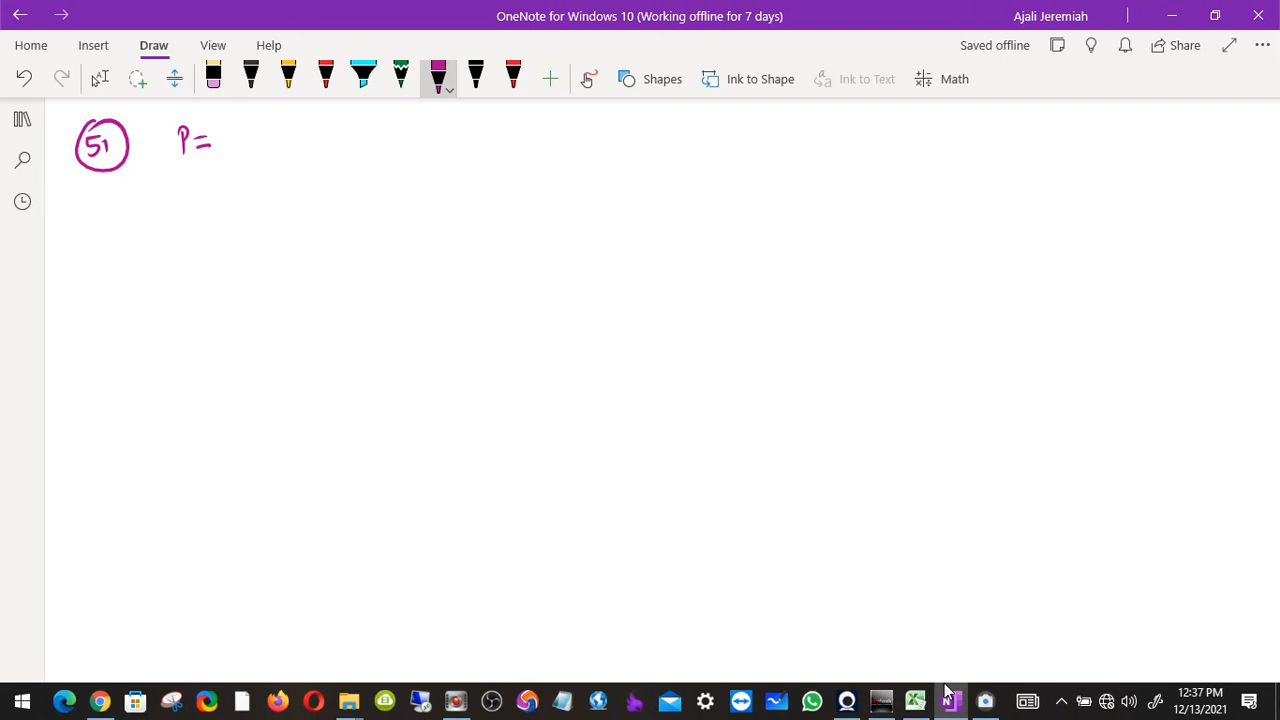 OneNote for Windows 10 (Working offline for 7 days)
Ajali Jeremiah
Home Insert Draw View Help
Saved offline
Share
Shapes
Ink to Shape
Ink to Text
Math
51 P=
12:37 PM
12/13/2021